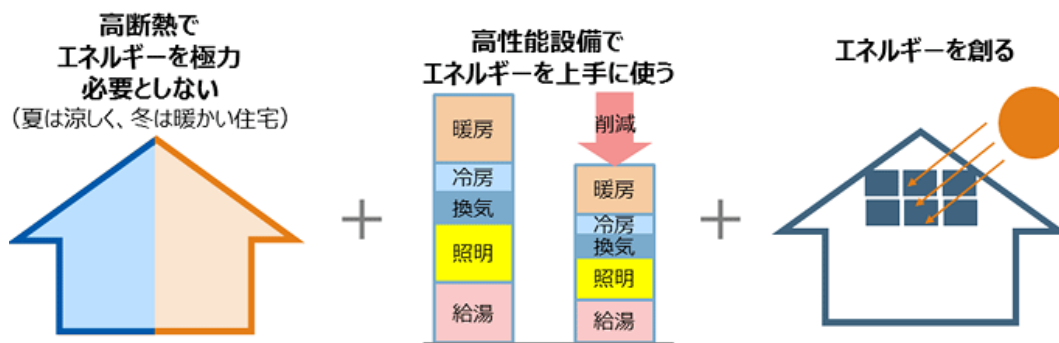 高断熱で
エネルギーを極力
必要としない
（夏は涼しく、冬は暖かい住宅）
高性能設備で
エネルギーを上手に使う
暖房
冷房
換気
照明
給湯
削減
暖房
冷房
換気
照明
給湯
エネルギーを創る